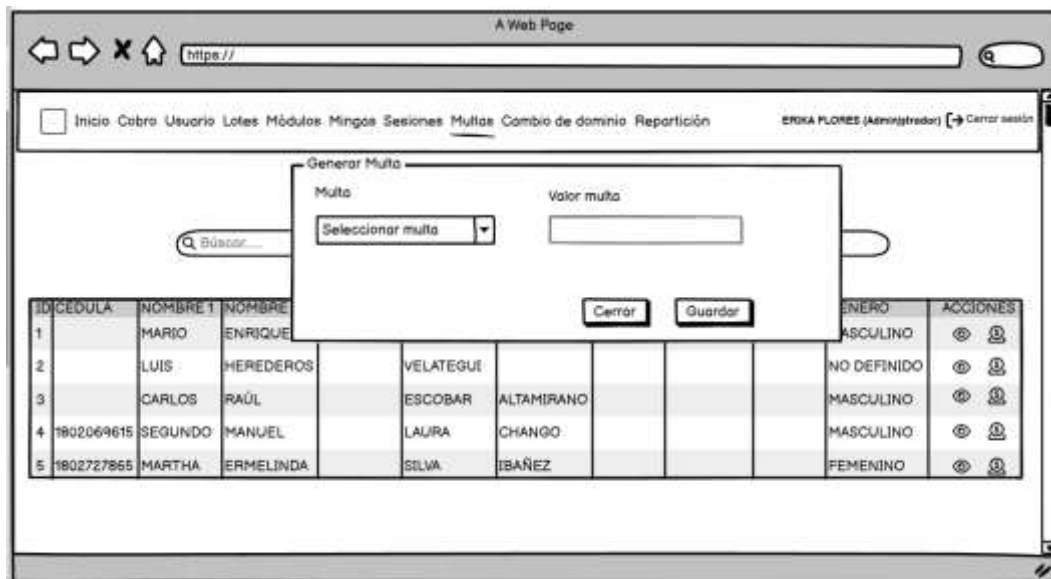 A Web Page
https://
Inicio Cobro Usuario Lotes Módulos Mingas Sesiones Multas Cambio de dominio Repartición ERIKA FLORES (Administrador) Cerrar sesión
Generar Multa
Multa Valor multa
Seleccionar multa
Búscar....
Cerrar Guardar
ID CEDULA NOMBRE 1 NOMBRE ENERO ACCIONES
1 MARIO ENRIQUE ASCULINO
2 LUIS HEREDEROS VELATEGUI NO DEFINIDO
3 CARLOS RAÚL ESCOBAR ALTAMIRANO MASCULINO
4 1802069615 SEGUNDO MANUEL LAURA CHANGO MASCULINO
5 1802727865 MARTHA ERMELINDA SILVA IBAÑEZ FEMENINO